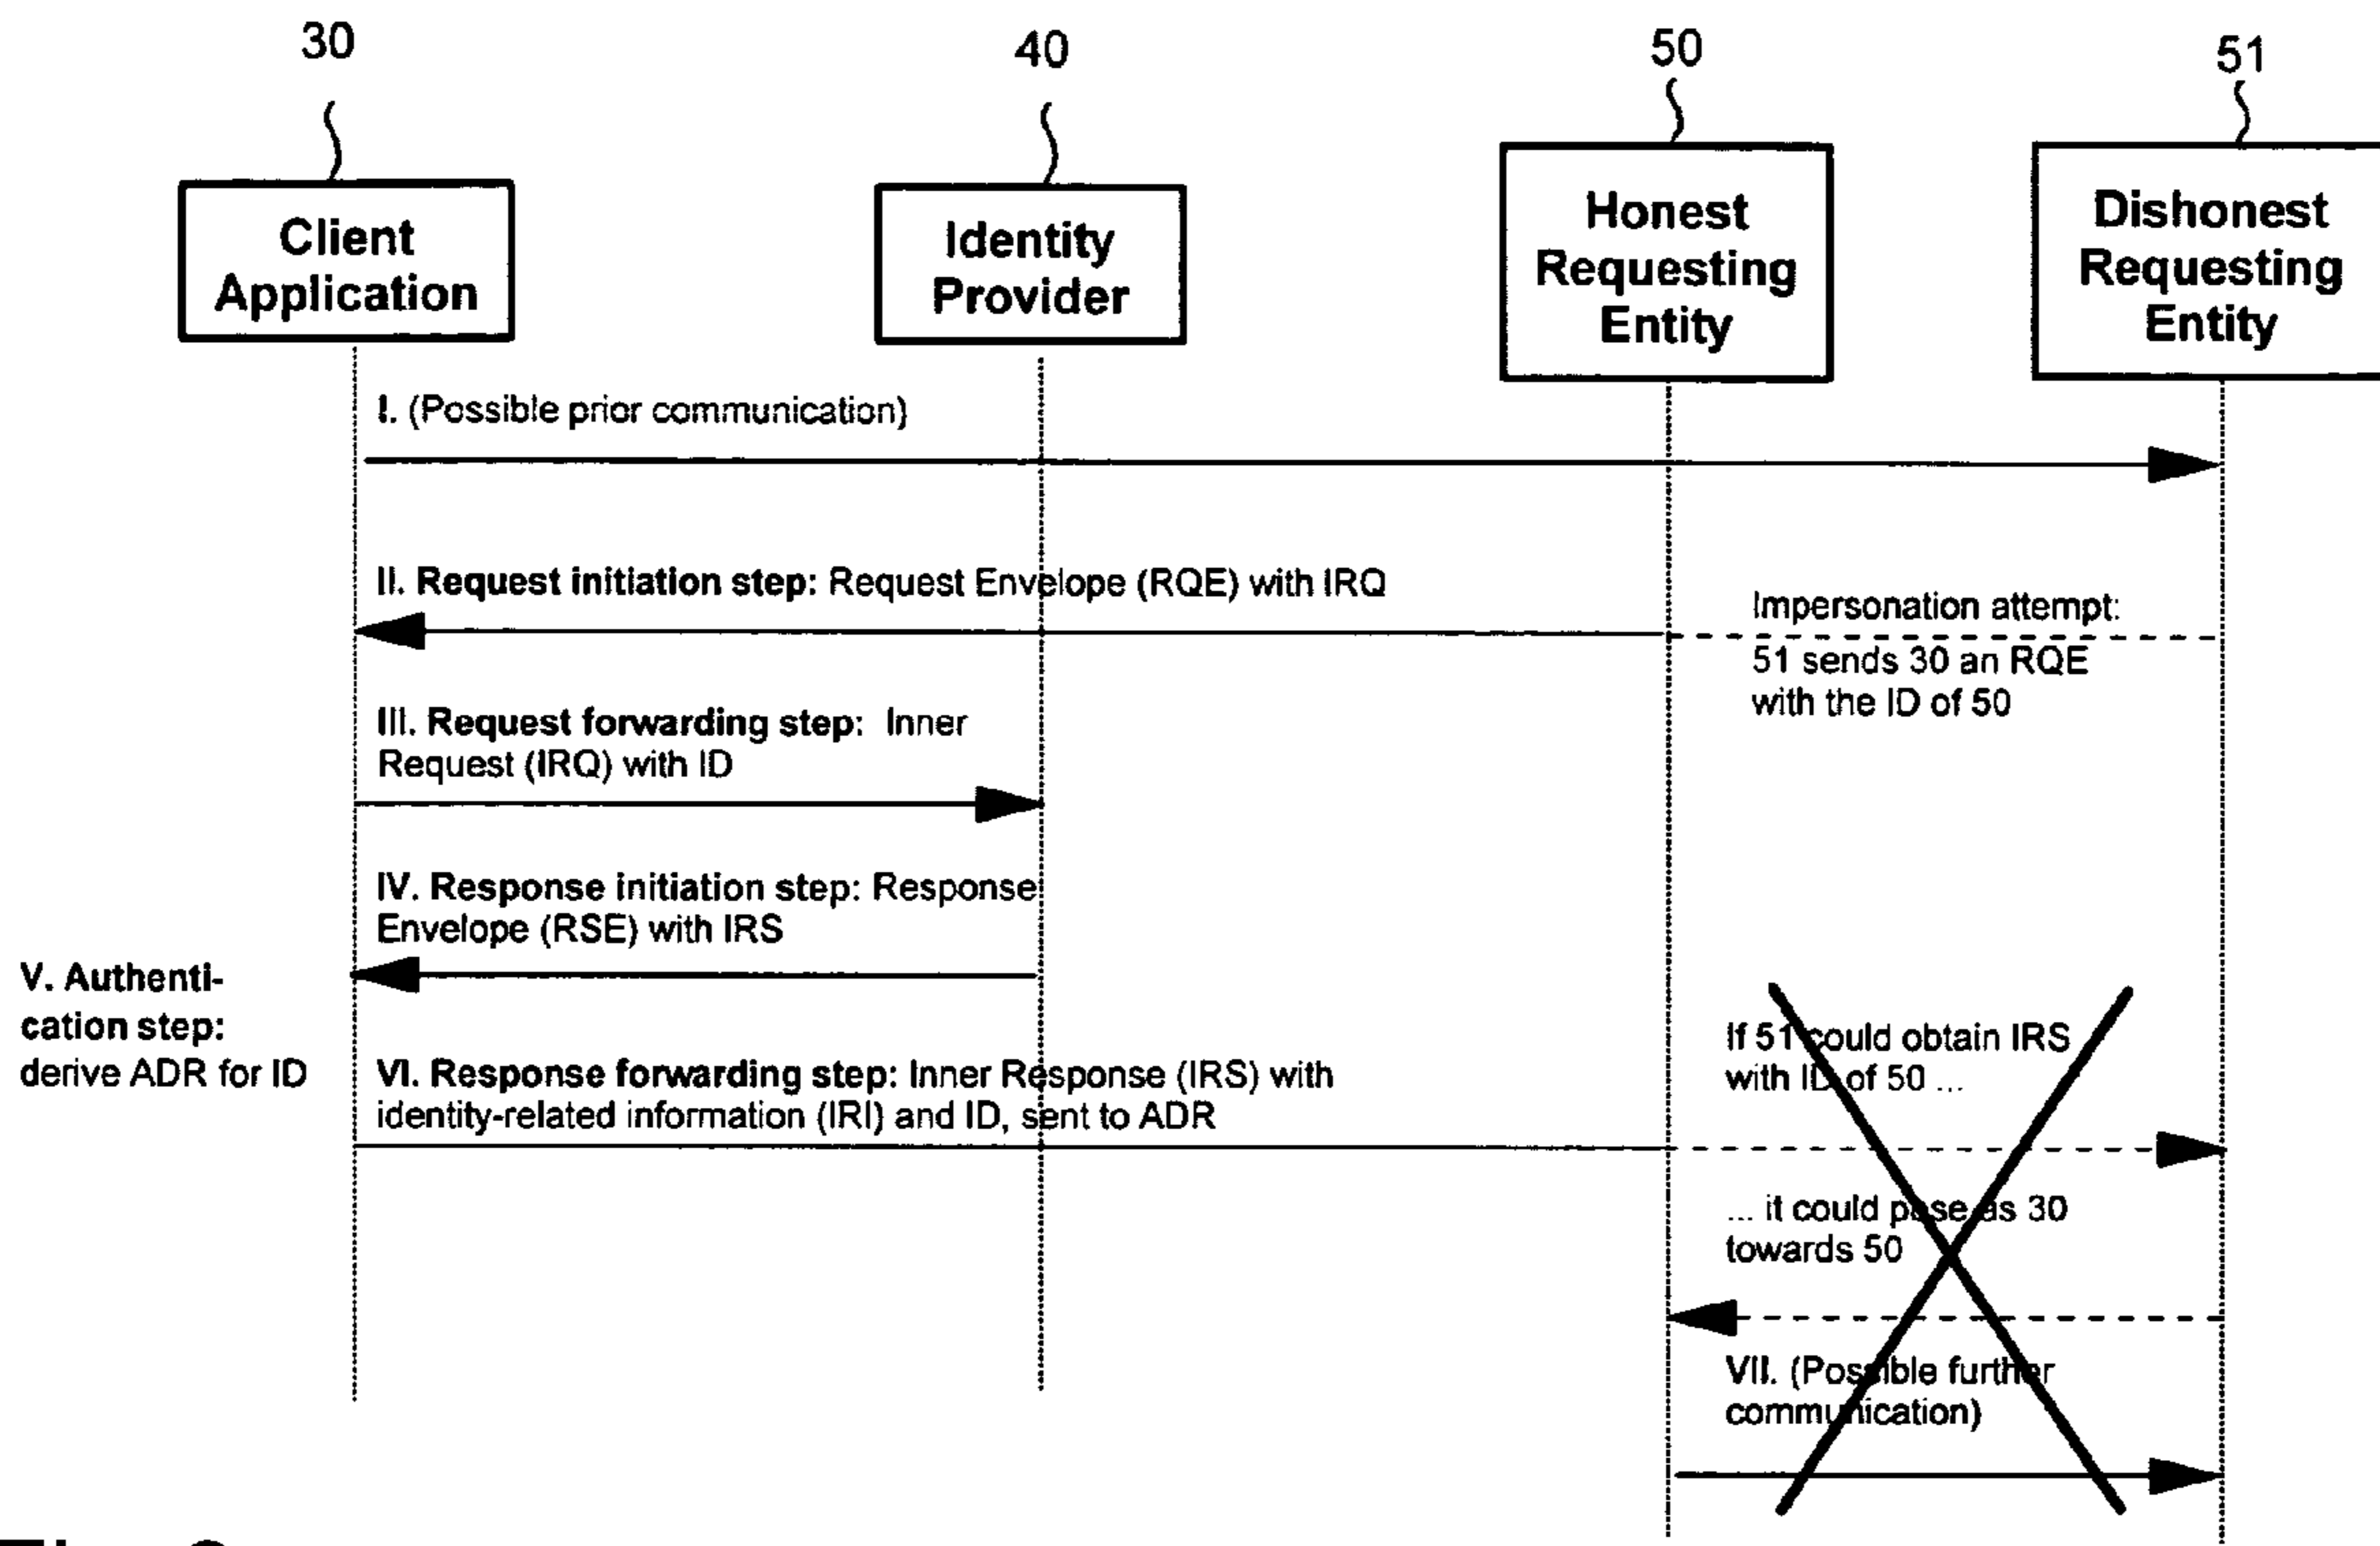 30
40
50
51
Client
Application
Identity
Provider
Honest
Requesting
Entity
Dishonest
Requesting
Entity
I. (Possible prior communication)
II. Request initiation step: Request Envelope (RQE) with IRQ
Impersonation attempt:
51 sends 30 an RQE
with the ID of 50
III. Request forwarding step: Inner
Request (IRQ) with ID
IV. Response initiation step: Response
Envelope (RSE) with IRS
V. Authenti-
cation step:
derive ADR for ID
VI. Response forwarding step: Inner Response (IRS) with
identity-related information (IRI) and ID, sent to ADR
If 51 could obtain IRS
with ID of 50 ...
... it could pose as 30
towards 50
VII. (Possible further
communication)